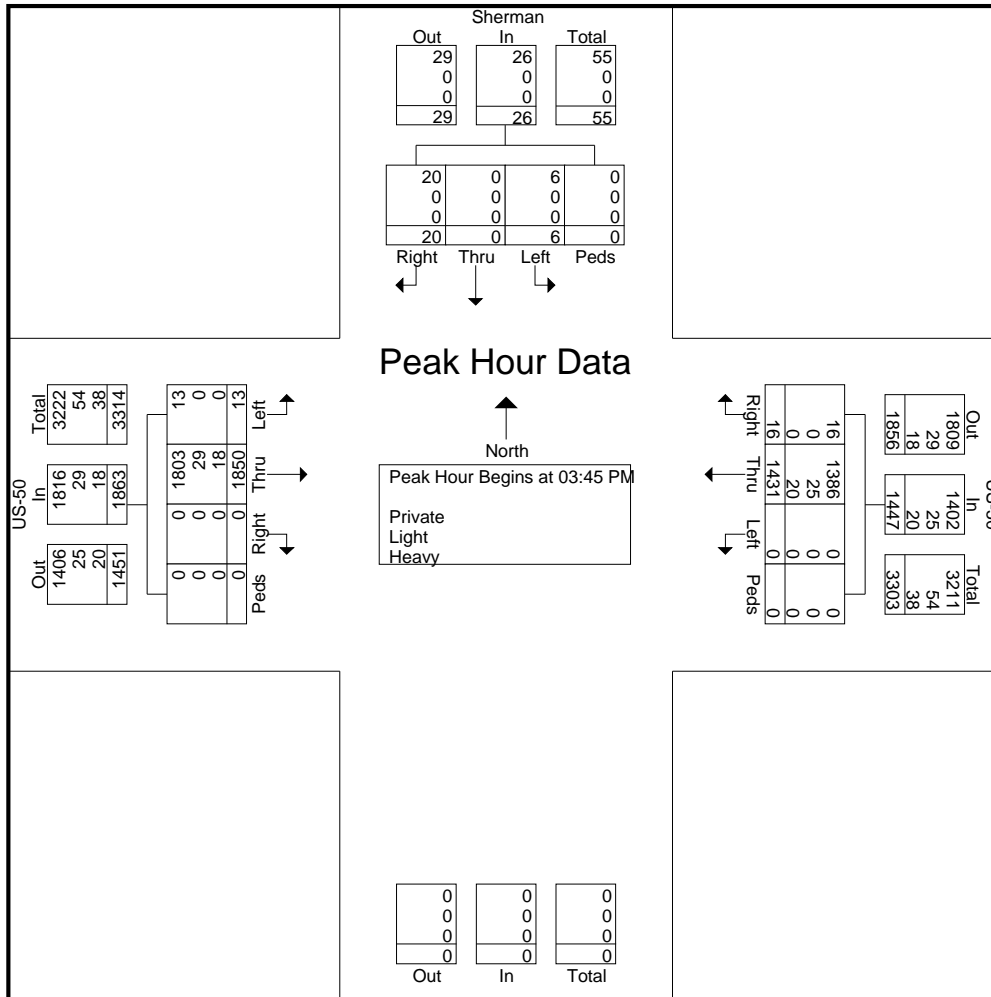 Sherman
Out In Total
29 26 55
0 0 0
0 0 0
29 26 55
20 0 6 0
0 0 0 0
0 0 0 0
20 0 6 0
Right Thru Left Peds
Peak Hour Data
North
Peak Hour Begins at 03:45 PM
Private
Light
Heavy
US-50
Total
3222
54
38
3314
In
1816
29
18
1863
Out
1406
25
20
1451
13 0 0 13
Left
1803 29 18 1850
Thru
0 0 0 0
Right
0 0 0 0
Peds
Right
16 0 0 16
Thru
1386 25 20 1431
Left
0 0 0 0
Peds
0 0 0 0
Out
1809
29
18
1856
In
1402
25
20
1447
Total
3211
54
38
3303
0 0 0
0 0 0
0 0 0
0 0 0
Out In Total